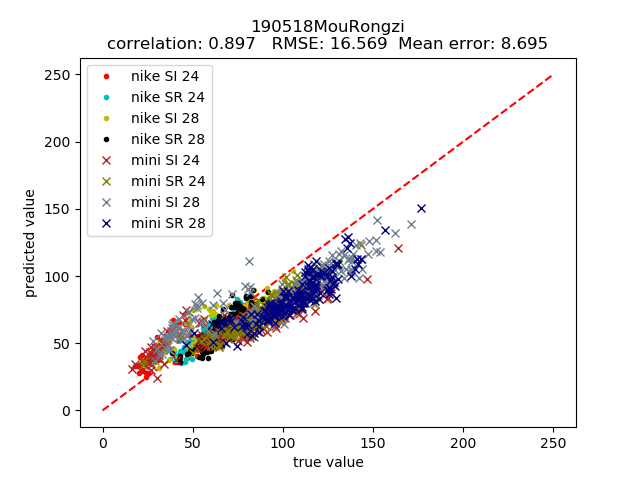 190518MouRongzi
correlation: 0.897   RMSE: 16.569  Mean error: 8.695
250
200
150
100
50
0
predicted value
nike SI 24
nike SR 24
nike SI 28
nike SR 28
mini SI 24
mini SR 24
mini SI 28
mini SR 28
0 50 100 150 200 250
true value